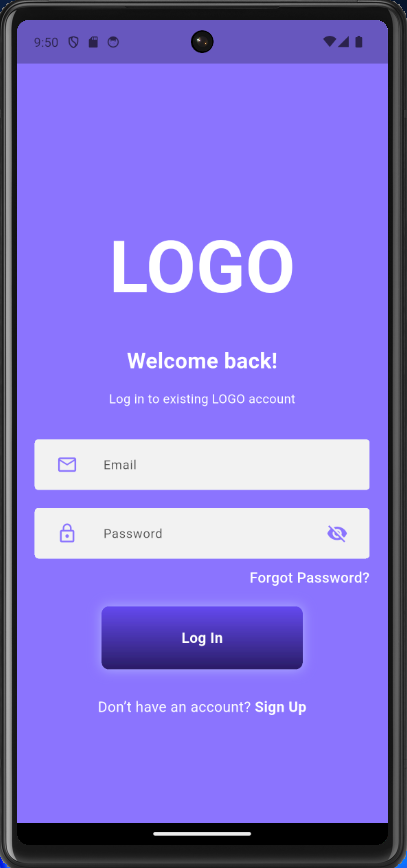 9:50
LOGO
Welcome back!
Log in to existing LOGO account
Email
Password
Forgot Password?
Log In
Don't have an account? Sign Up